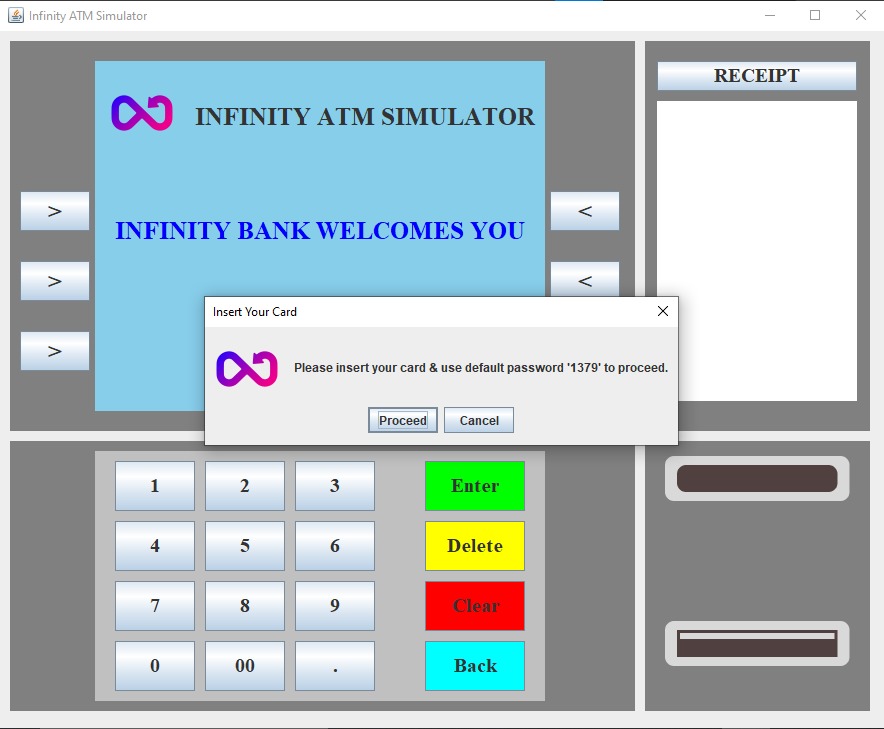 Infinity ATM Simulator
INFINITY ATM SIMULATOR
RECEIPT
> <
INFINITY BANK WELCOMES YOU
> <
>
Insert Your Card
Please insert your card & use default password '1379' to proceed.
Proceed Cancel
1 2 3 Enter
4 5 6 Delete
7 8 9 Clear
0 00 . Back